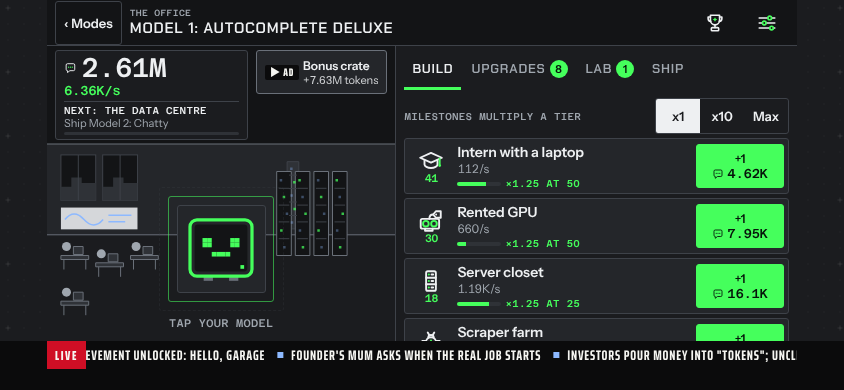 ‹ Modes
THE OFFICE
MODEL 1: AUTOCOMPLETE DELUXE
2.61M
6.36K/s
NEXT: THE DATA CENTRE
Ship Model 2: Chatty
AD
Bonus crate
+7.63M tokens
TAP YOUR MODEL
BUILD
UPGRADES 8
LAB 1
SHIP
MILESTONES MULTIPLY A TIER
x1
x10
Max
Intern with a laptop
112/s
41
×1.25 AT 50
+1
4.62K
Rented GPU
660/s
30
×1.25 AT 50
+1
7.95K
Server closet
1.19K/s
18
×1.25 AT 25
+1
16.1K
Scraper farm
+1
LIVE
EVEMENT UNLOCKED: HELLO, GARAGE ■ FOUNDER'S MUM ASKS WHEN THE REAL JOB STARTS ■ INVESTORS POUR MONEY INTO "TOKENS"; UNCL